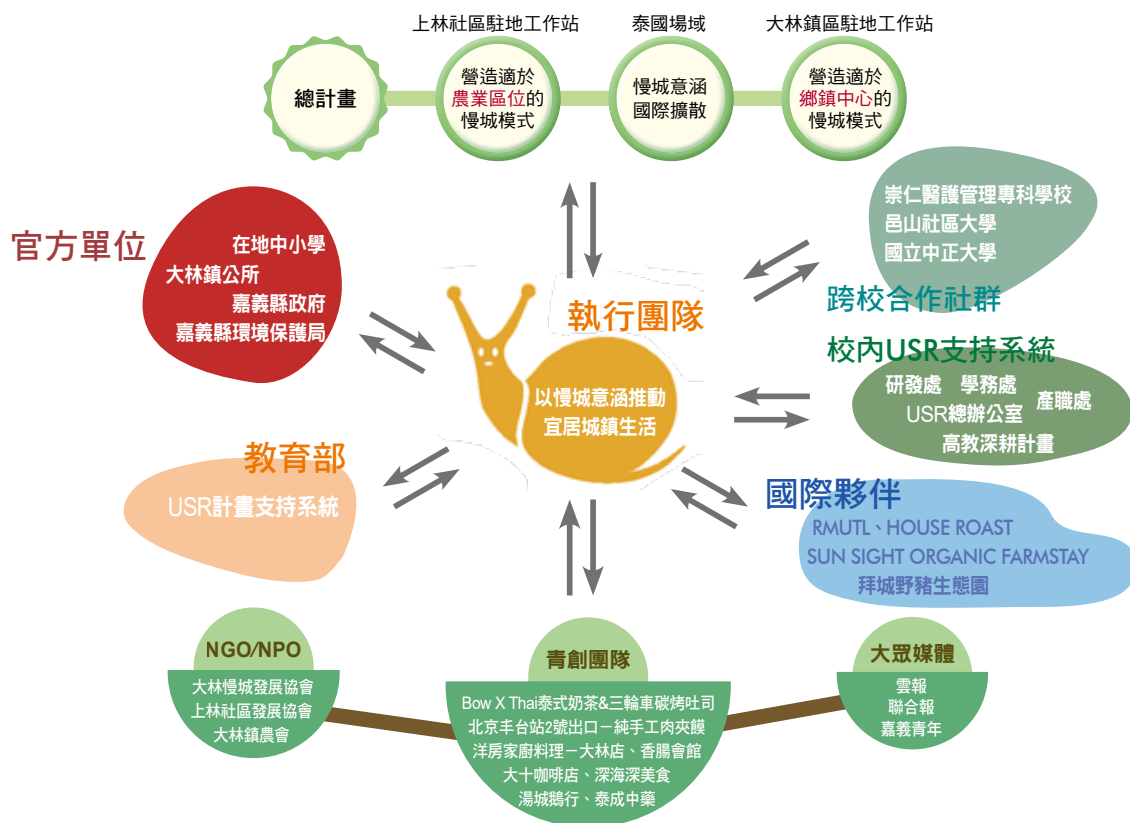 上林社區駐地工作站
泰國場域
大林鎮區駐地工作站
總計畫
營造適於
農業區位的
慢城模式
慢城意涵
國際擴散
營造適於
鄉鎮中心的
慢城模式
官方單位
在地中小學
大林鎮公所
嘉義縣政府
嘉義縣環境保護局
崇仁醫護管理專科學校
邑山社區大學
國立中正大學
跨校合作社群
執行團隊
以慢城意涵推動
宜居城鎮生活
校內USR支持系統
研發處 學務處
產職處
USR總辦公室
高教深耕計畫
教育部
USR計畫支持系統
國際夥伴
RMUTL、HOUSE ROAST
SUN SIGHT ORGANIC FARMSTAY
拜城野豬生態園
NGO/NPO
大林慢城發展協會
上林社區發展協會
大林鎮農會
青創團隊
Bow X Thai泰式奶茶&三輪車碳烤吐司
北京丰台站2號出口－純手工肉夾饃
洋房家廚料理－大林店、香腸會館
大十咖啡店、深海深美食
湯城鵝行、泰成中藥
大眾媒體
雲報
聯合報
嘉義青年